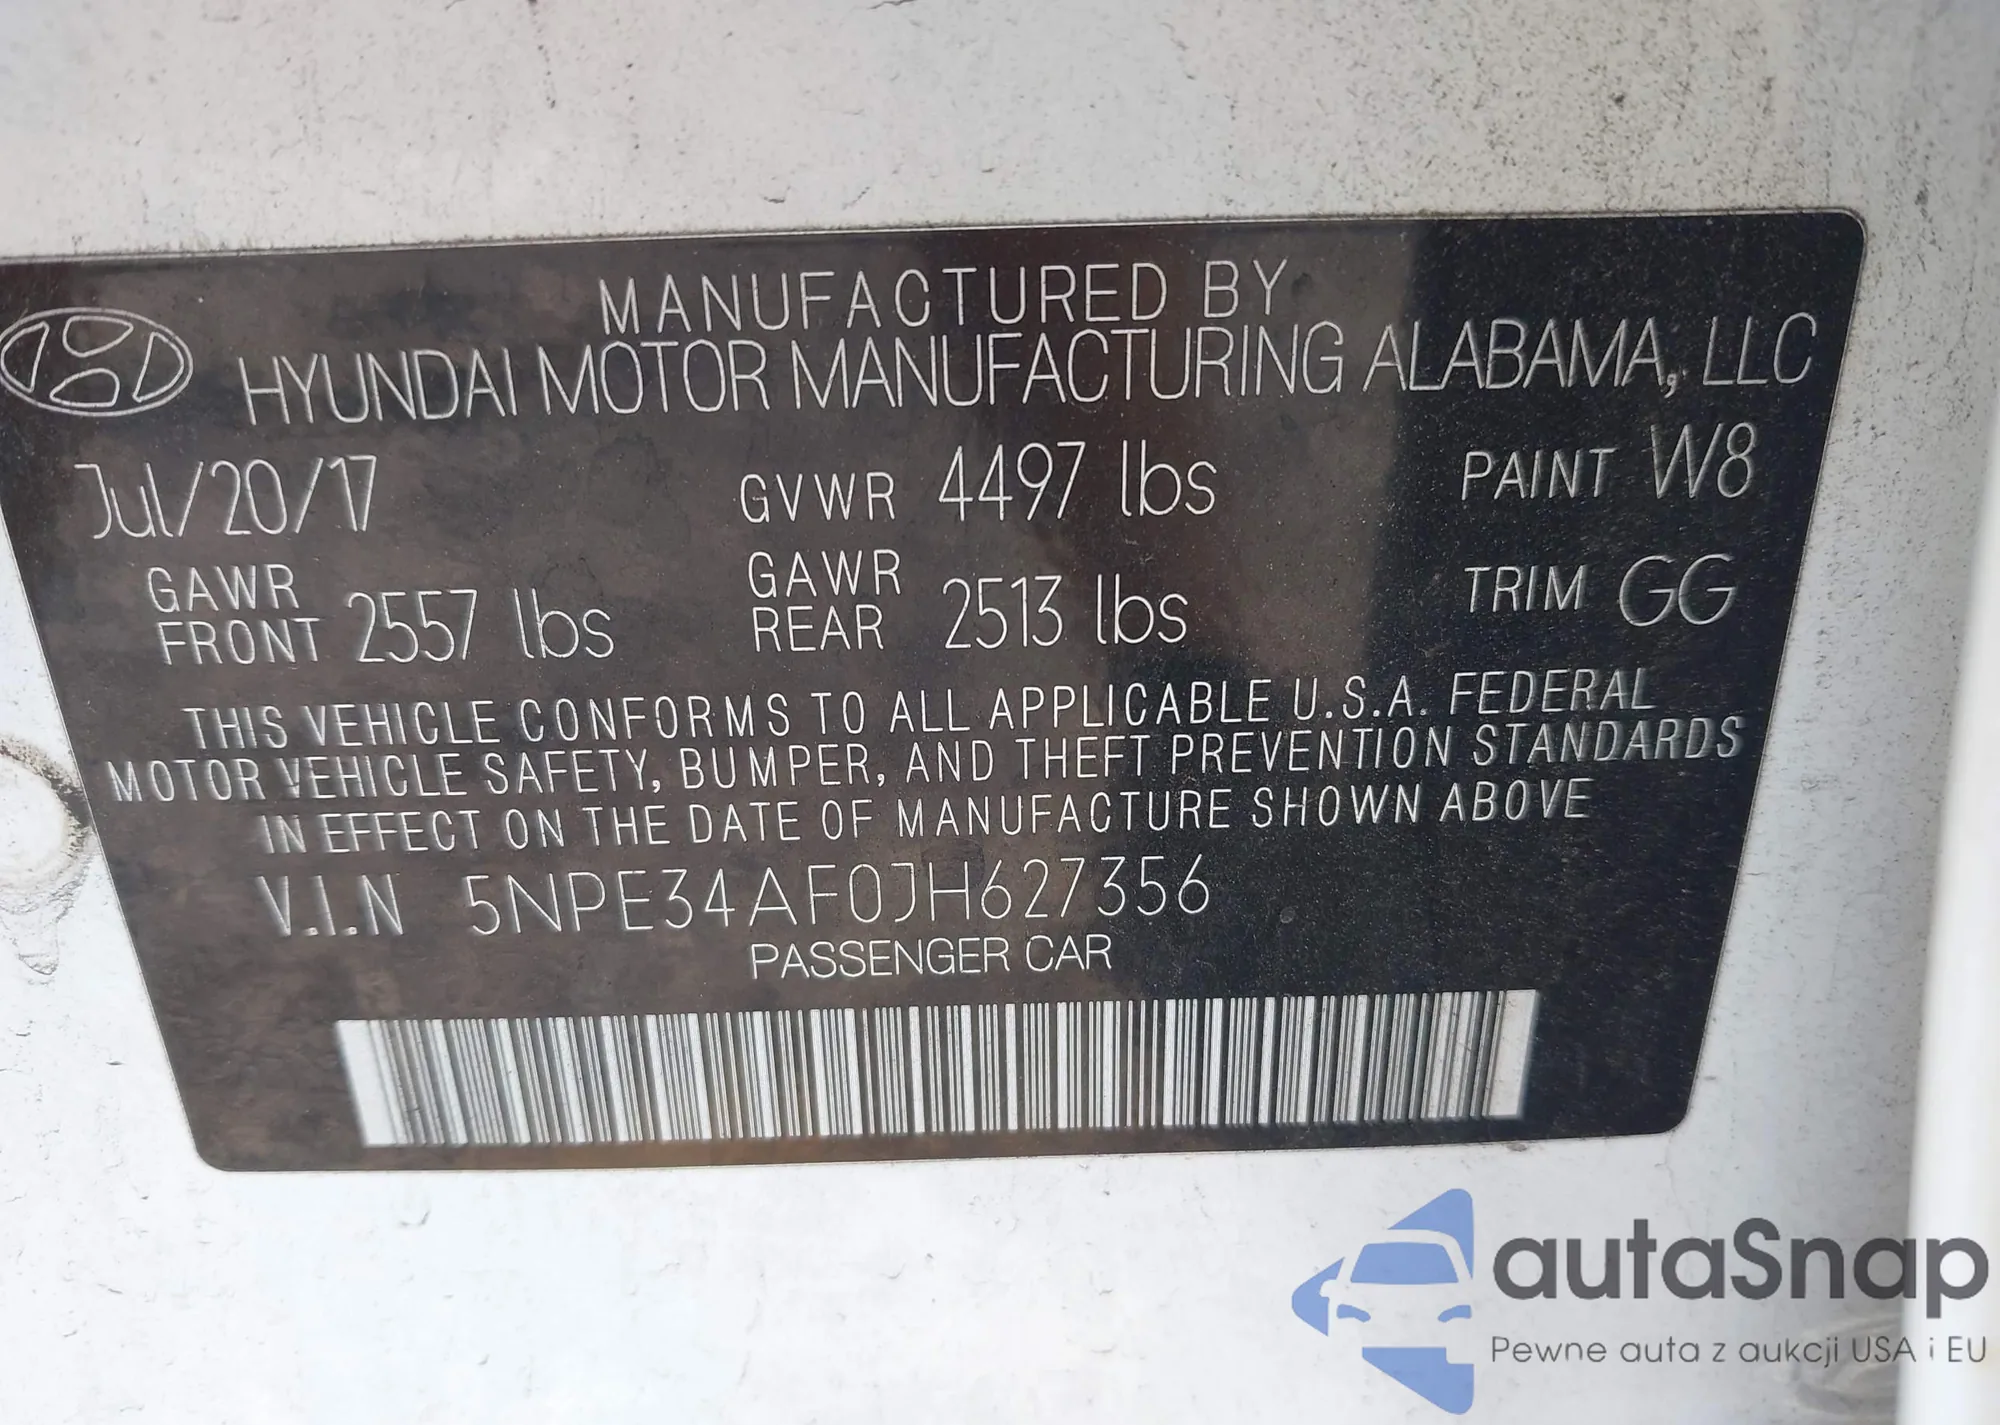 MANUFACTURED BY
HYUNDAI MOTOR MANUFACTURING ALABAMA, LLC
Jul/20/17 GVWR 4497 lbs PAINT W8
GAWR FRONT 2557 lbs GAWR REAR 2513 lbs TRIM GG
THIS VEHICLE CONFORMS TO ALL APPLICABLE U.S.A. FEDERAL
MOTOR VEHICLE SAFETY, BUMPER, AND THEFT PREVENTION STANDARDS
IN EFFECT ON THE DATE OF MANUFACTURE SHOWN ABOVE
V.I.N 5NPE34AF0JH627356
PASSENGER CAR
autaSnap
Pewne auta z aukcji USA i EU